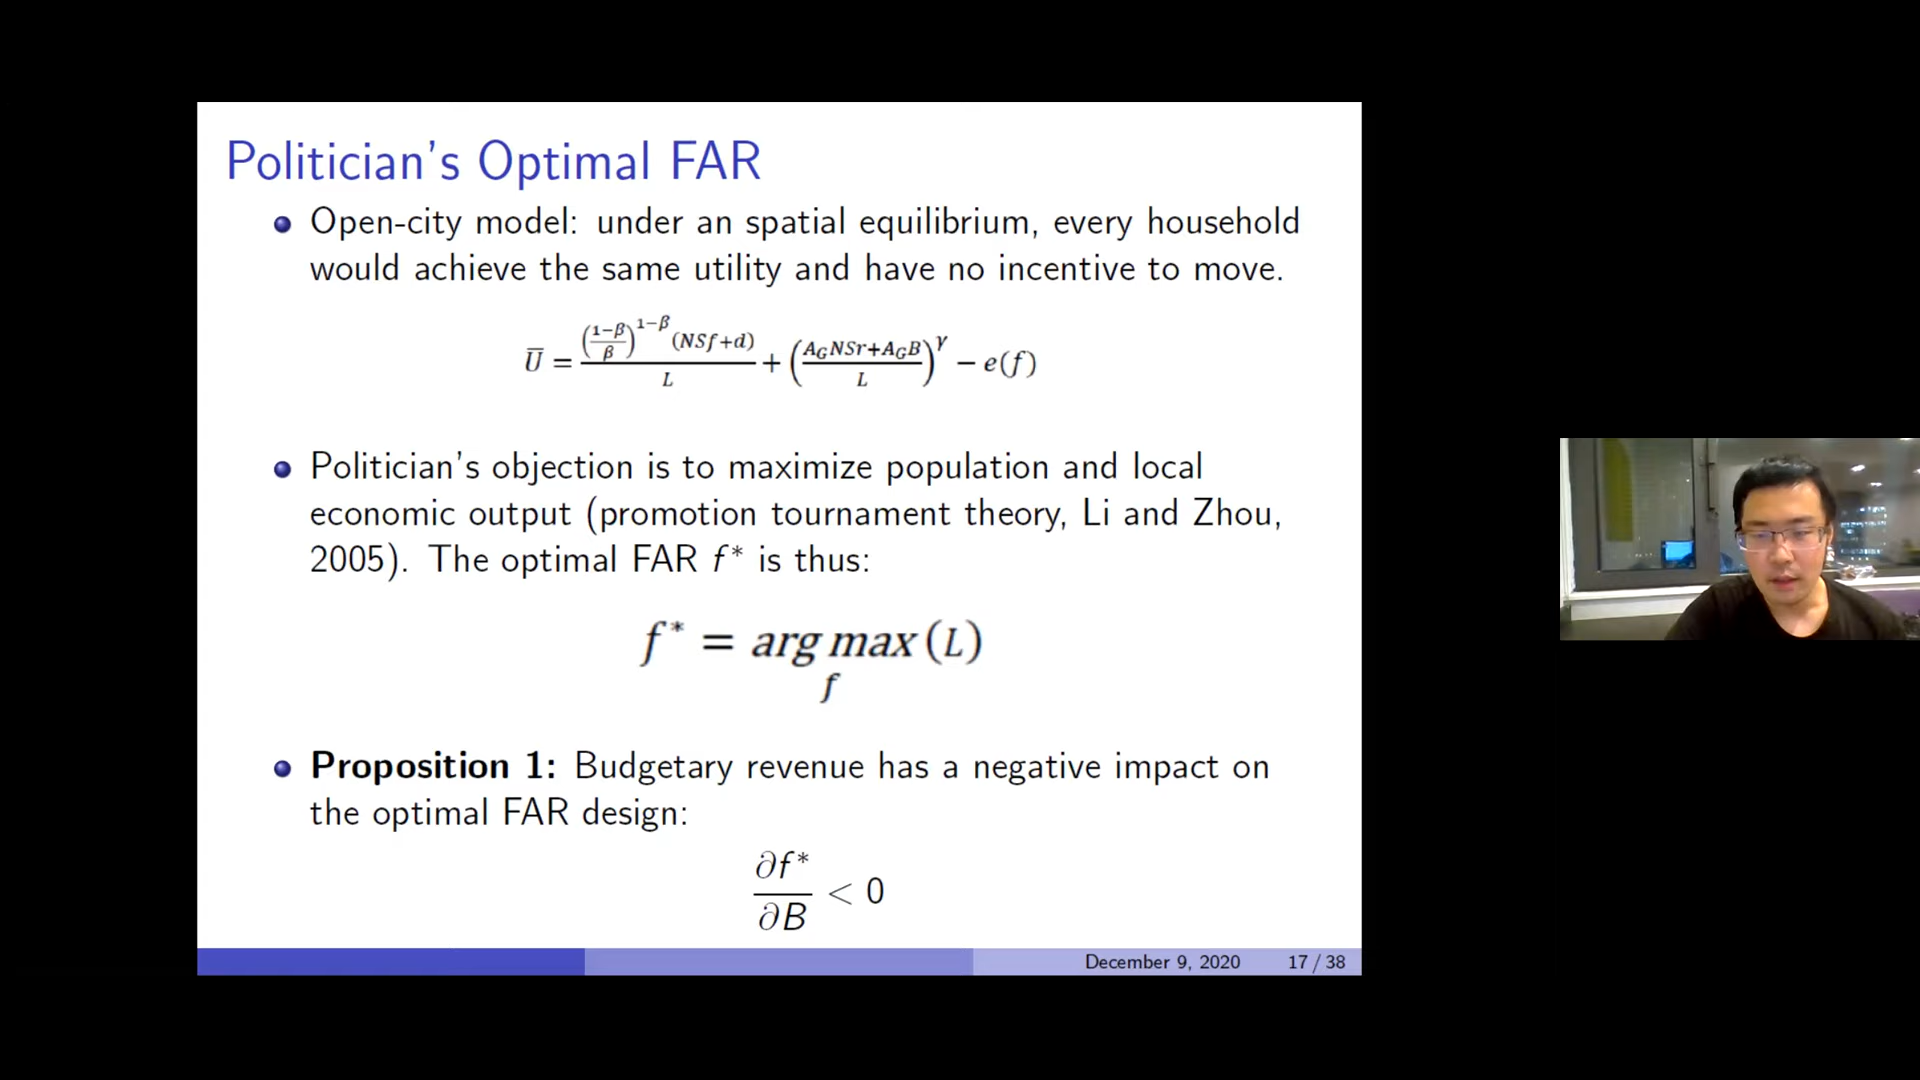 Politician's Optimal FAR
Open-city model: under an spatial equilibrium, every household
would achieve the same utility and have no incentive to move.
U̅ = ((1−β)/β)^(1−β) (NSf+d) / L + ((A_G NSr+A_G B) / L)^γ − e(f)
Politician's objection is to maximize population and local
economic output (promotion tournament theory, Li and Zhou,
2005). The optimal FAR f* is thus:
f* = arg max (L)
f
Proposition 1: Budgetary revenue has a negative impact on
the optimal FAR design:
∂f*/∂B < 0
December 9, 2020 17 / 38